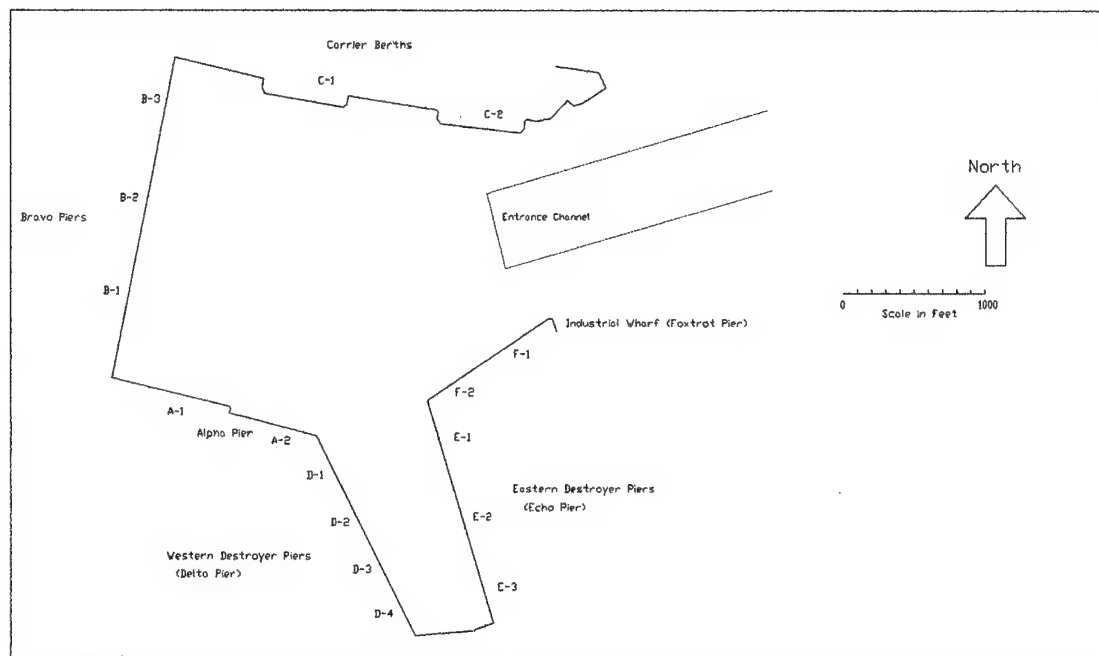 Carrier Berths
C-1
C-2
B-3
B-2
Bravo Piers
B-1
North
Entrance Channel
0 1000
Scale in Feet
Industrial Wharf (Foxtrot Pier)
F-1
F-2
A-1
Alpha Pier
A-2
E-1
D-1
Eastern Destroyer Piers
(Echo Pier)
E-2
D-2
Western Destroyer Piers
(Delta Pier)
D-3
C-3
D-4